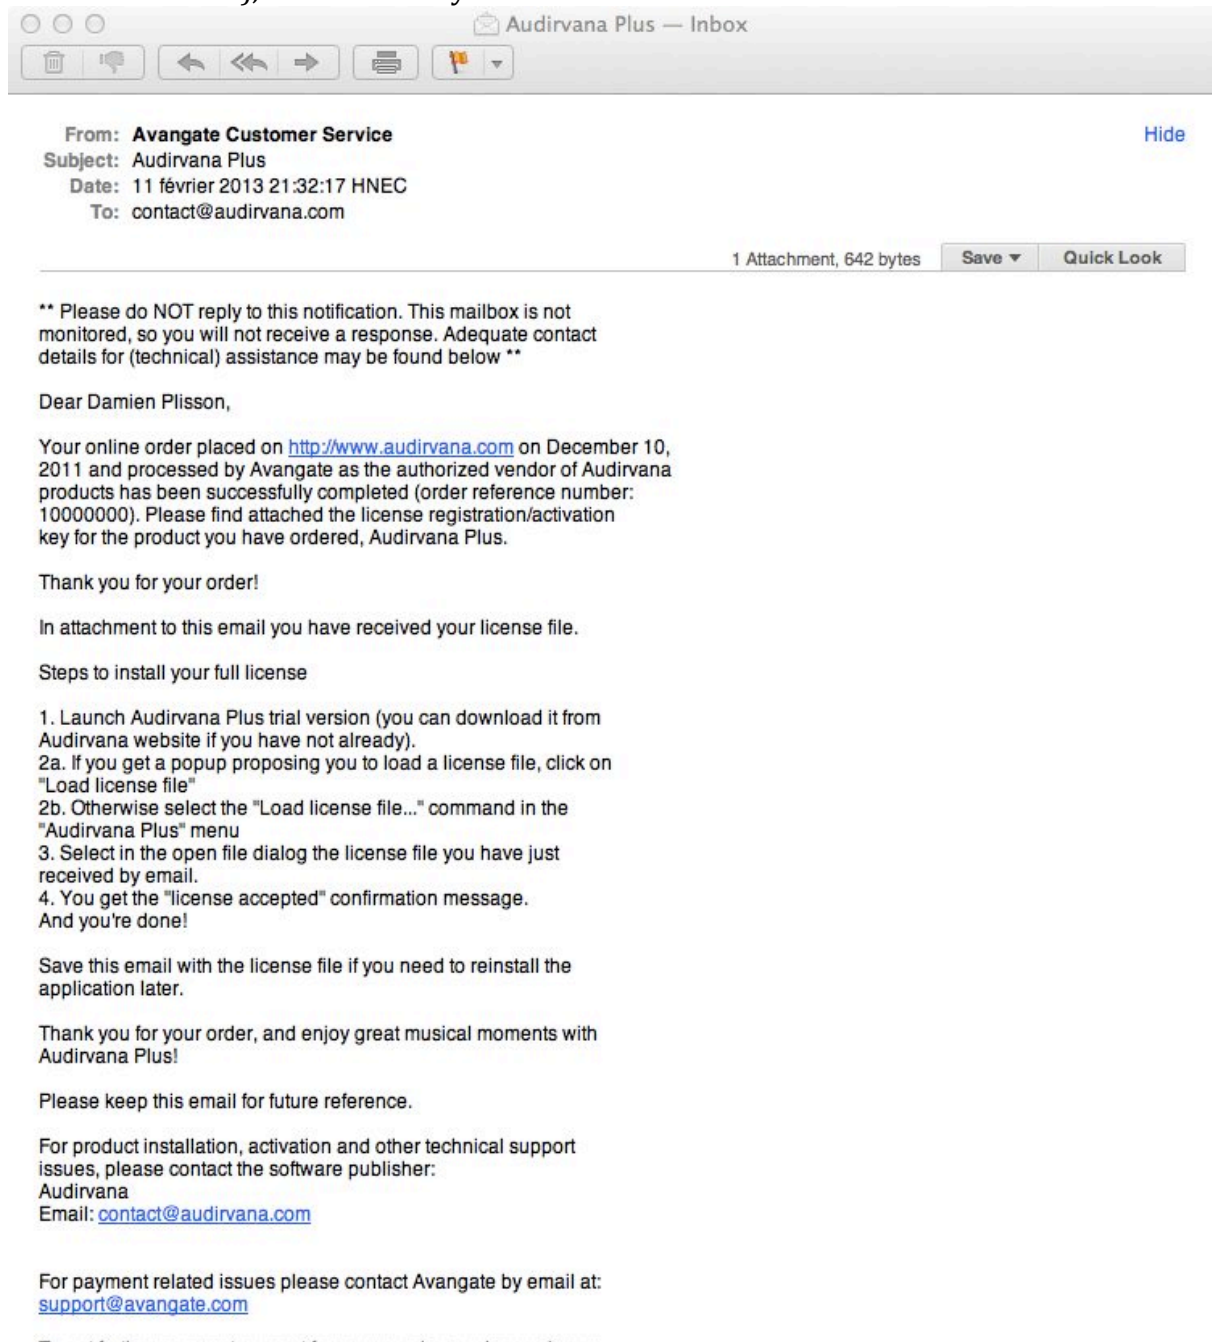 Audirvana Plus — Inbox
From: Avangate Customer Service
Hide
Subject: Audirvana Plus
Date: 11 février 2013 21:32:17 HNEC
To: contact@audirvana.com
1 Attachment, 642 bytes Save Quick Look
** Please do NOT reply to this notification. This mailbox is not
monitored, so you will not receive a response. Adequate contact
details for (technical) assistance may be found below **
Dear Damien Plisson,
Your online order placed on http://www.audirvana.com on December 10,
2011 and processed by Avangate as the authorized vendor of Audirvana
products has been successfully completed (order reference number:
10000000). Please find attached the license registration/activation
key for the product you have ordered, Audirvana Plus.
Thank you for your order!
In attachment to this email you have received your license file.
Steps to install your full license
1. Launch Audirvana Plus trial version (you can download it from
Audirvana website if you have not already).
2a. If you get a popup proposing you to load a license file, click on
"Load license file"
2b. Otherwise select the "Load license file..." command in the
"Audirvana Plus" menu
3. Select in the open file dialog the license file you have just
received by email.
4. You get the "license accepted" confirmation message.
And you're done!
Save this email with the license file if you need to reinstall the
application later.
Thank you for your order, and enjoy great musical moments with
Audirvana Plus!
Please keep this email for future reference.
For product installation, activation and other technical support
issues, please contact the software publisher:
Audirvana
Email: contact@audirvana.com
For payment related issues please contact Avangate by email at:
support@avangate.com